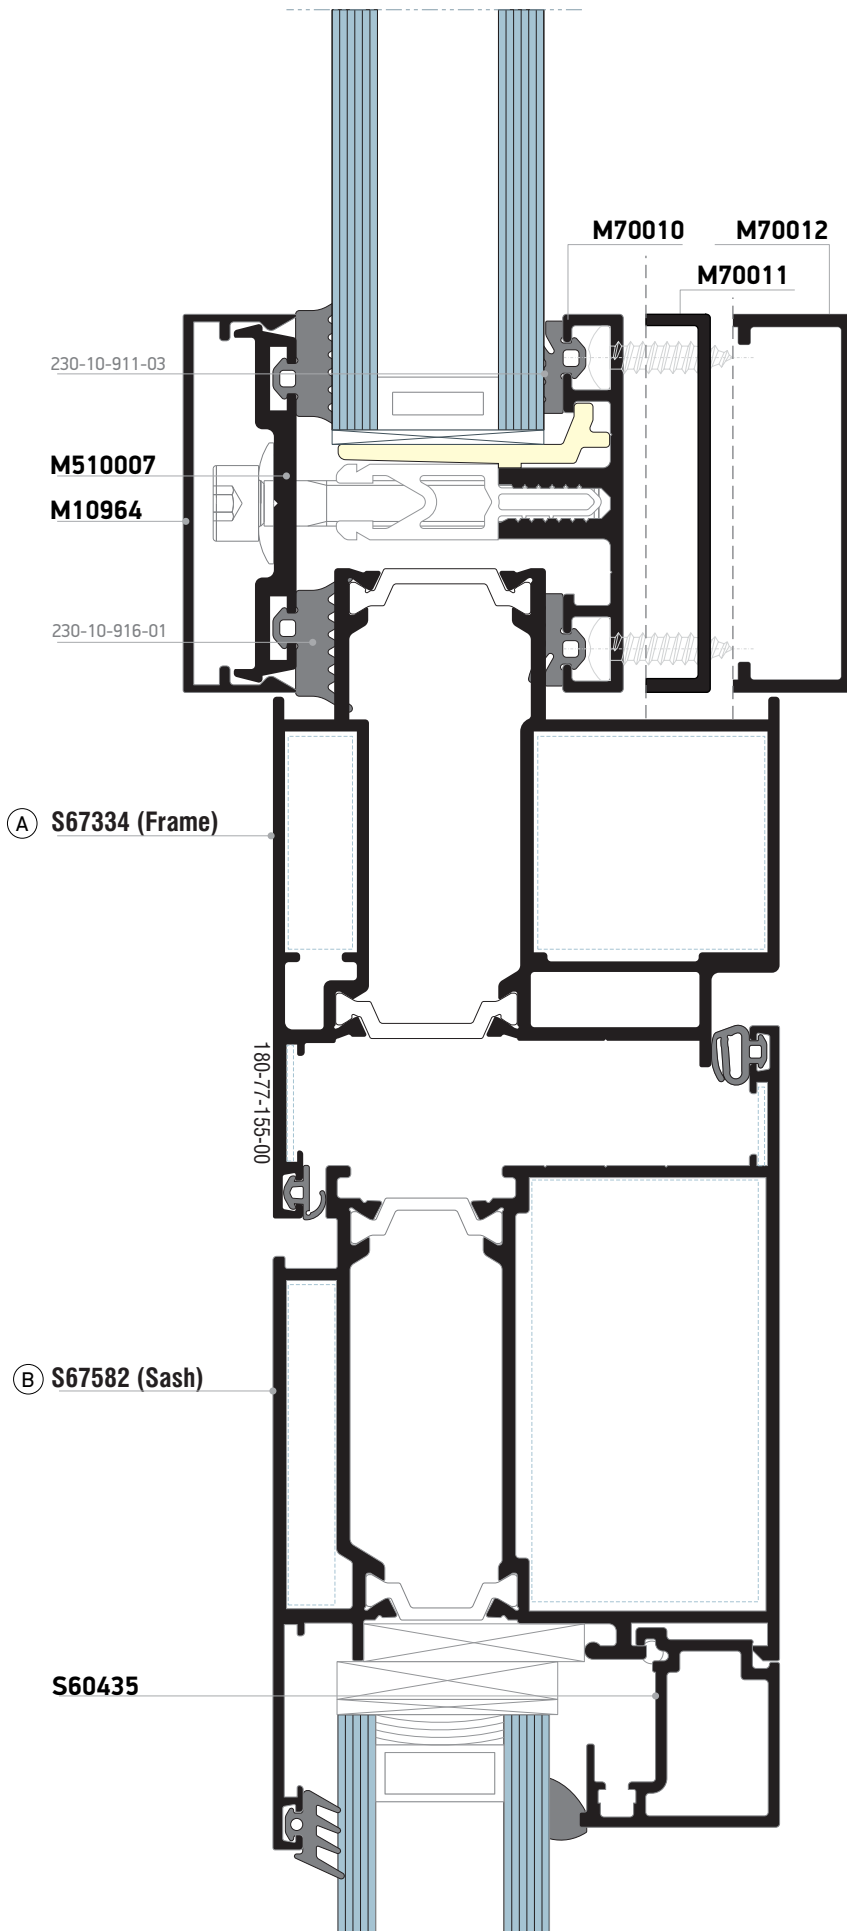 M70010
M70012
M70011
230-10-911-03
M510007
M10964
230-10-916-01
A S67334 (Frame)
180-77-155-00
B S67582 (Sash)
S60435